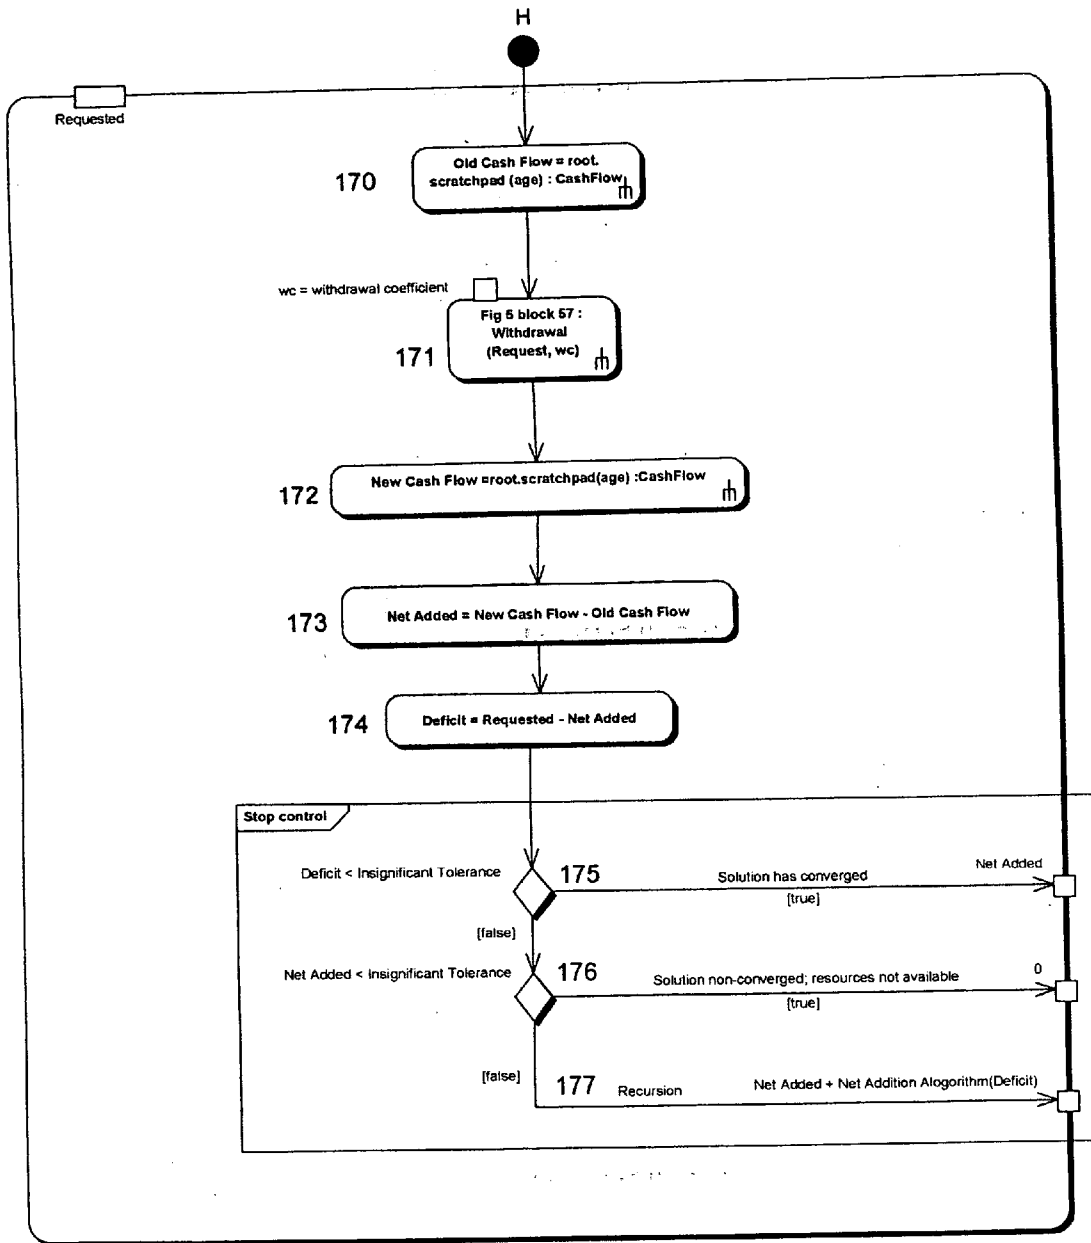 H
Requested
170
Old Cash Flow = root.
scratchpad (age) : CashFlow
wc = withdrawal coefficient
171
Fig 5 block 57 :
Withdrawal
(Request, wc)
172
New Cash Flow =root.scratchpad(age) :CashFlow
173
Net Added = New Cash Flow - Old Cash Flow
174
Deficit = Requested - Net Added
Stop control
Deficit < Insignificant Tolerance
175
Solution has converged
Net Added
[true]
[false]
Net Added < Insignificant Tolerance
176
Solution non-converged; resources not available
0
[true]
[false]
177
Recursion
Net Added + Net Addition Alogorithm(Deficit)